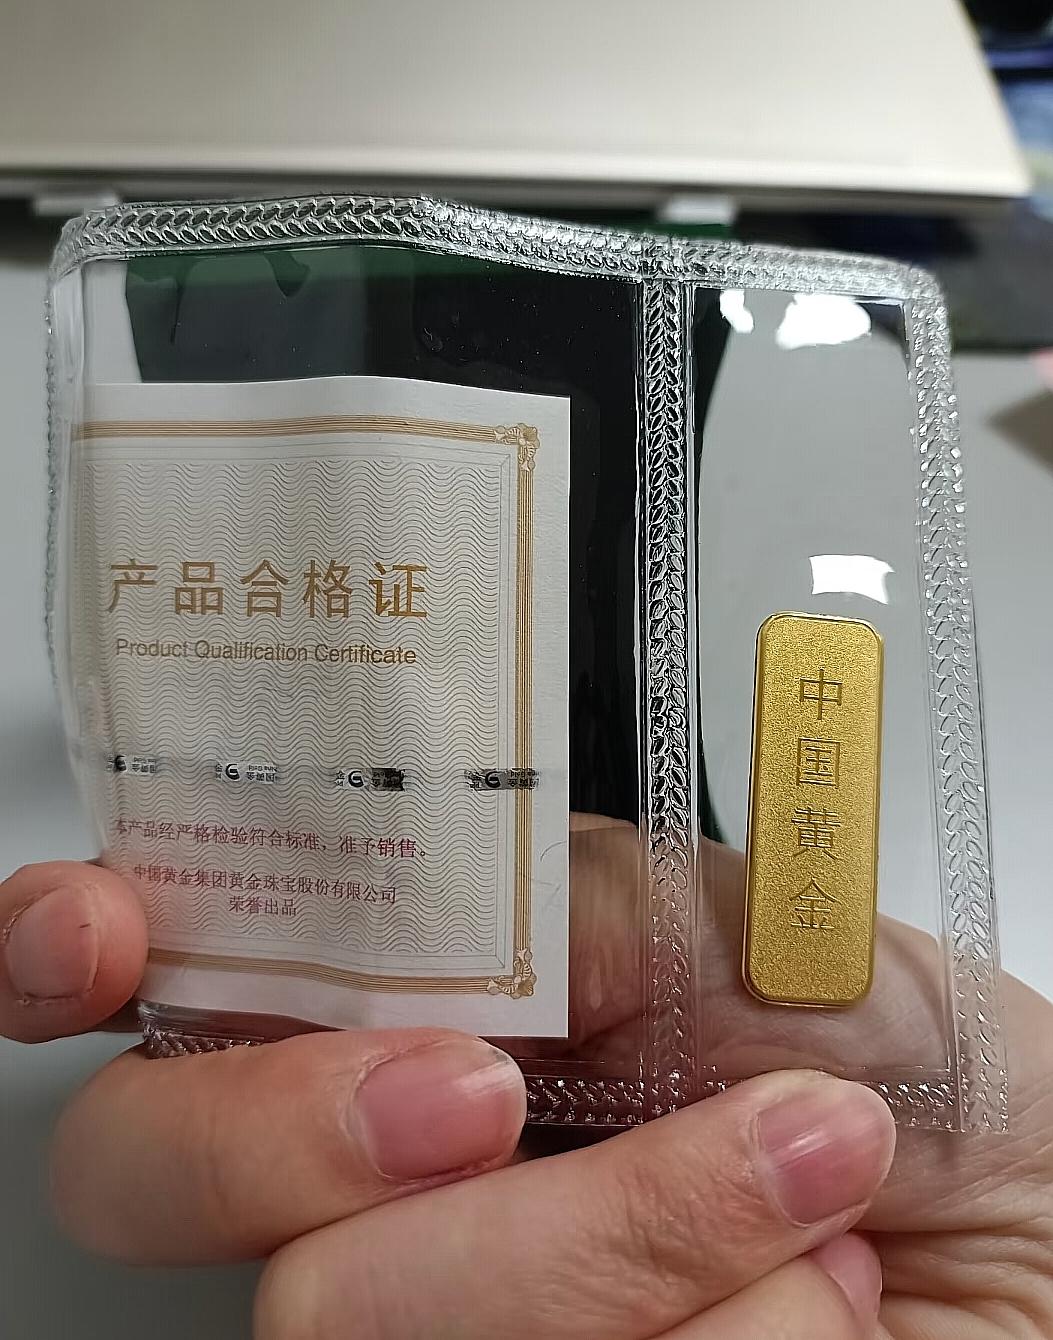 产品合格证
Product Qualification Certificate
本产品经严格检验符合标准，准予销售。
中国黄金集团黄金珠宝股份有限公司
荣誉出品
中国黄金